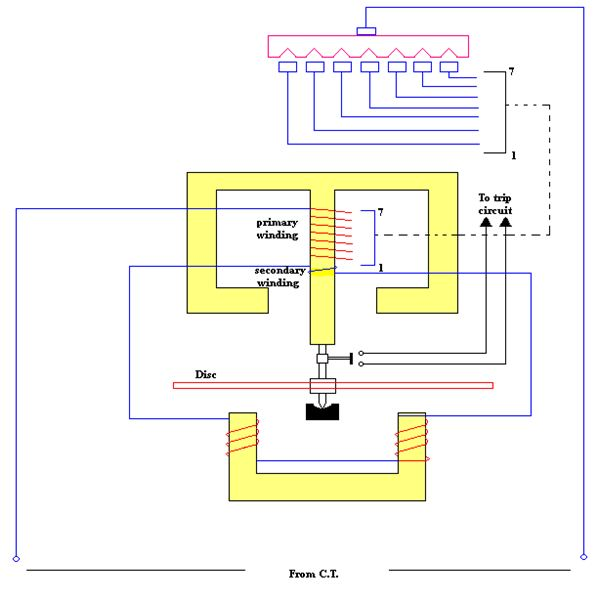 7
1
To trip
circuit
primary
winding
7
1
secondary
winding
Disc
From C.T.